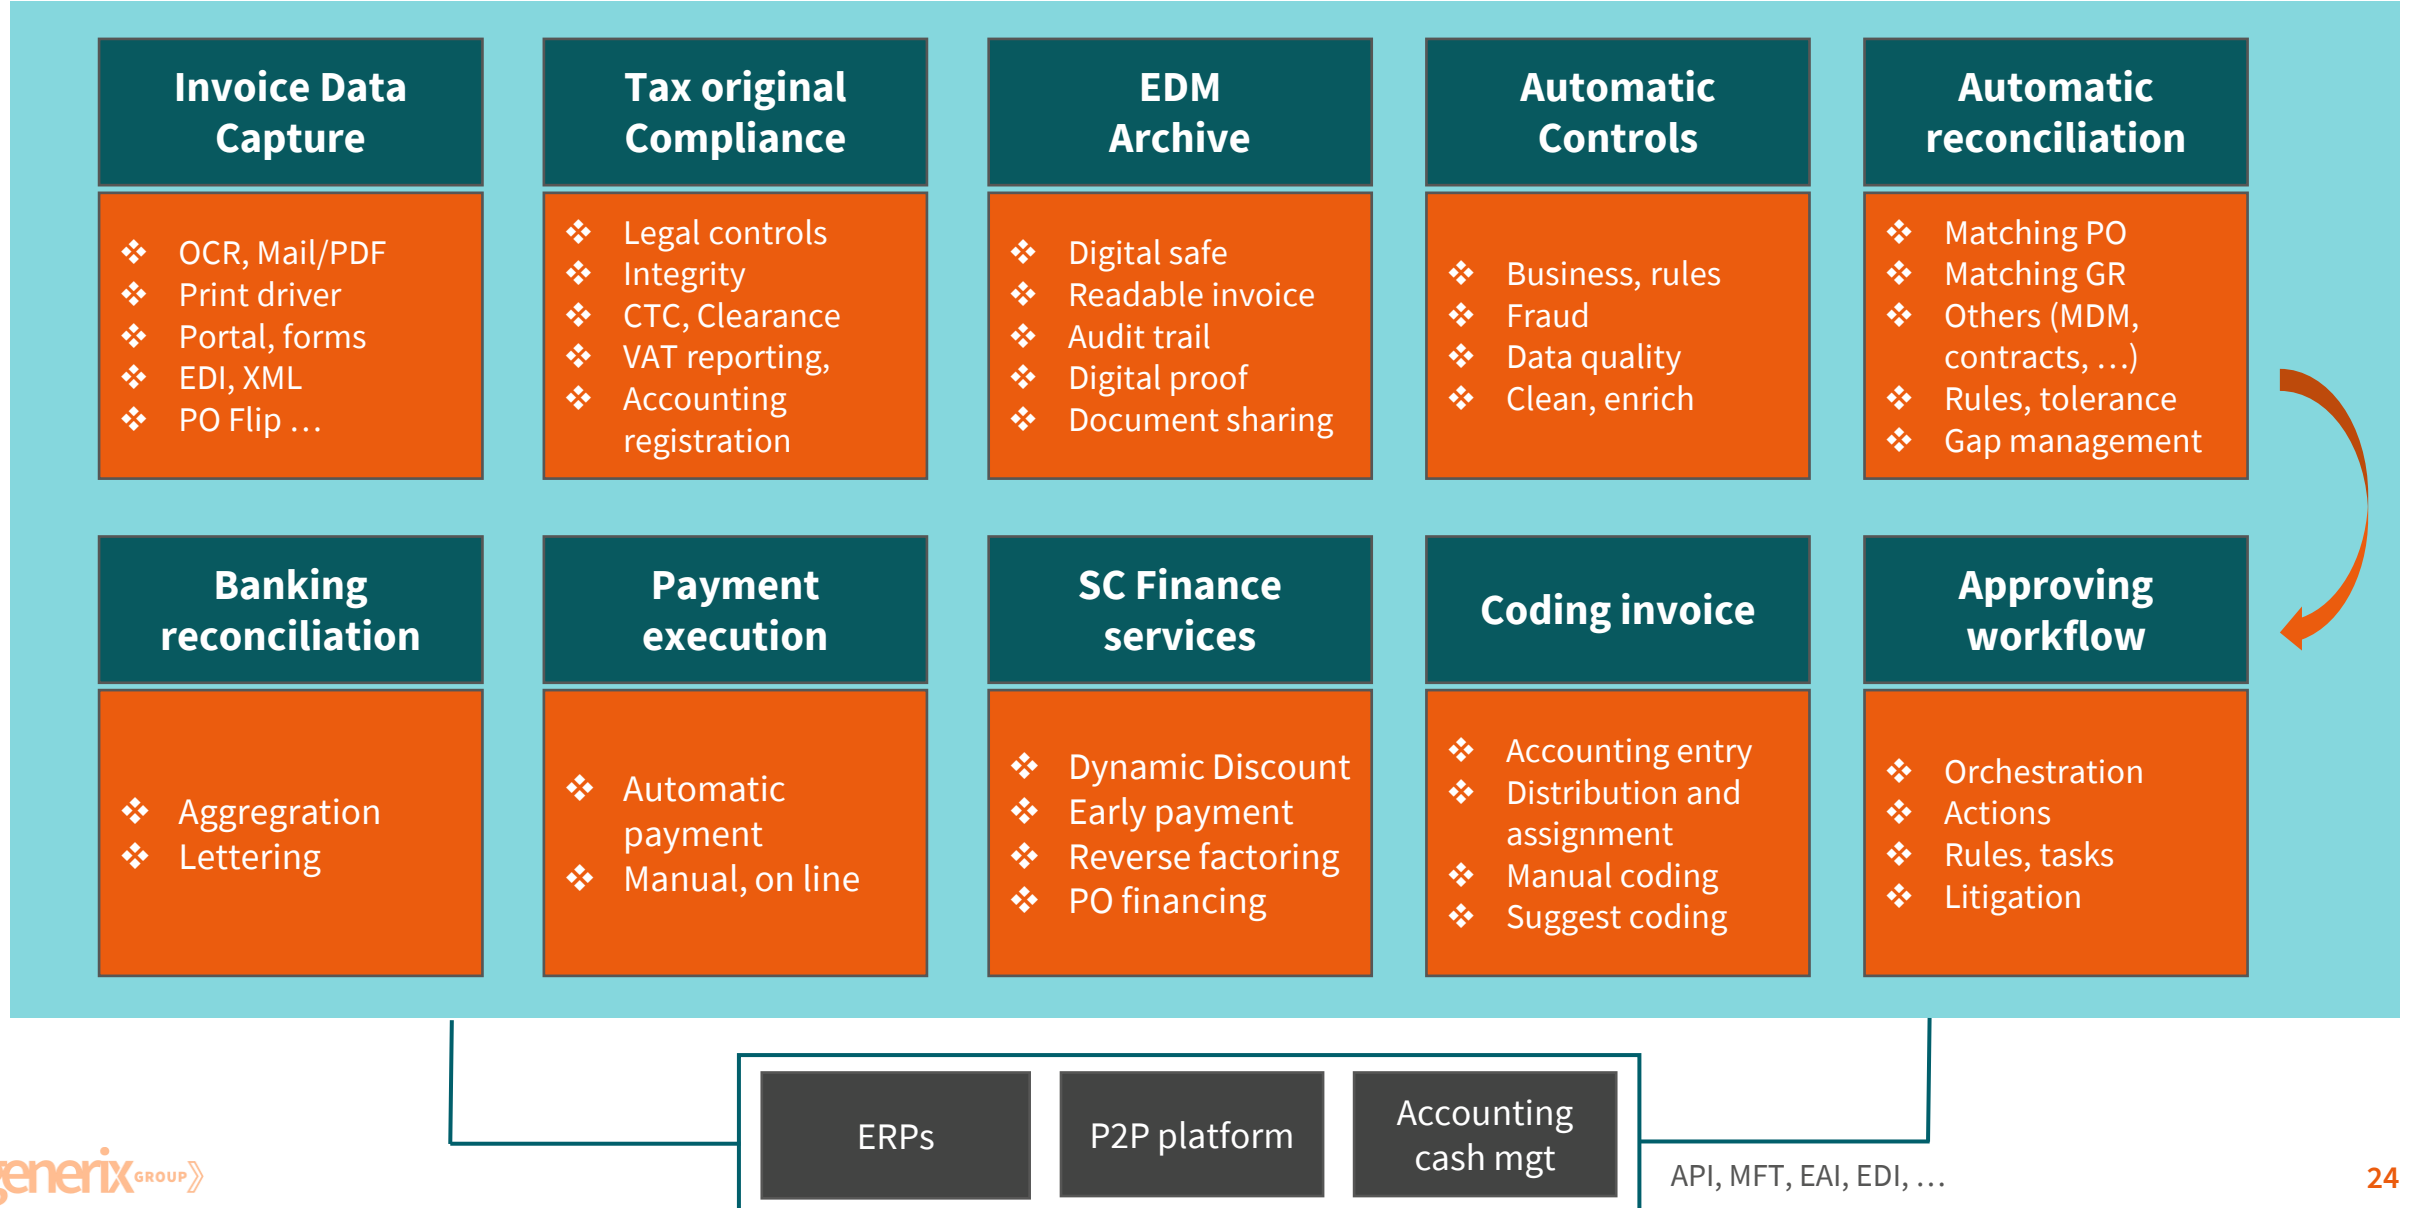 Invoice Data
Capture
OCR, Mail/PDF
Print driver
Portal, forms
EDI, XML
PO Flip …
Tax original
Compliance
Legal controls
Integrity
CTC, Clearance
VAT reporting,
Accounting
registration
EDM
Archive
Digital safe
Readable invoice
Audit trail
Digital proof
Document sharing
Automatic
Controls
Business, rules
Fraud
Data quality
Clean, enrich
Automatic
reconciliation
Matching PO
Matching GR
Others (MDM,
contracts, …)
Rules, tolerance
Gap management
Banking
reconciliation
Aggregration
Lettering
Payment
execution
Automatic
payment
Manual, on line
SC Finance
services
Dynamic Discount
Early payment
Reverse factoring
PO financing
Coding invoice
Accounting entry
Distribution and
assignment
Manual coding
Suggest coding
Approving
workflow
Orchestration
Actions
Rules, tasks
Litigation
ERPs
P2P platform
Accounting
cash mgt
API, MFT, EAI, EDI, …
generix GROUP
24